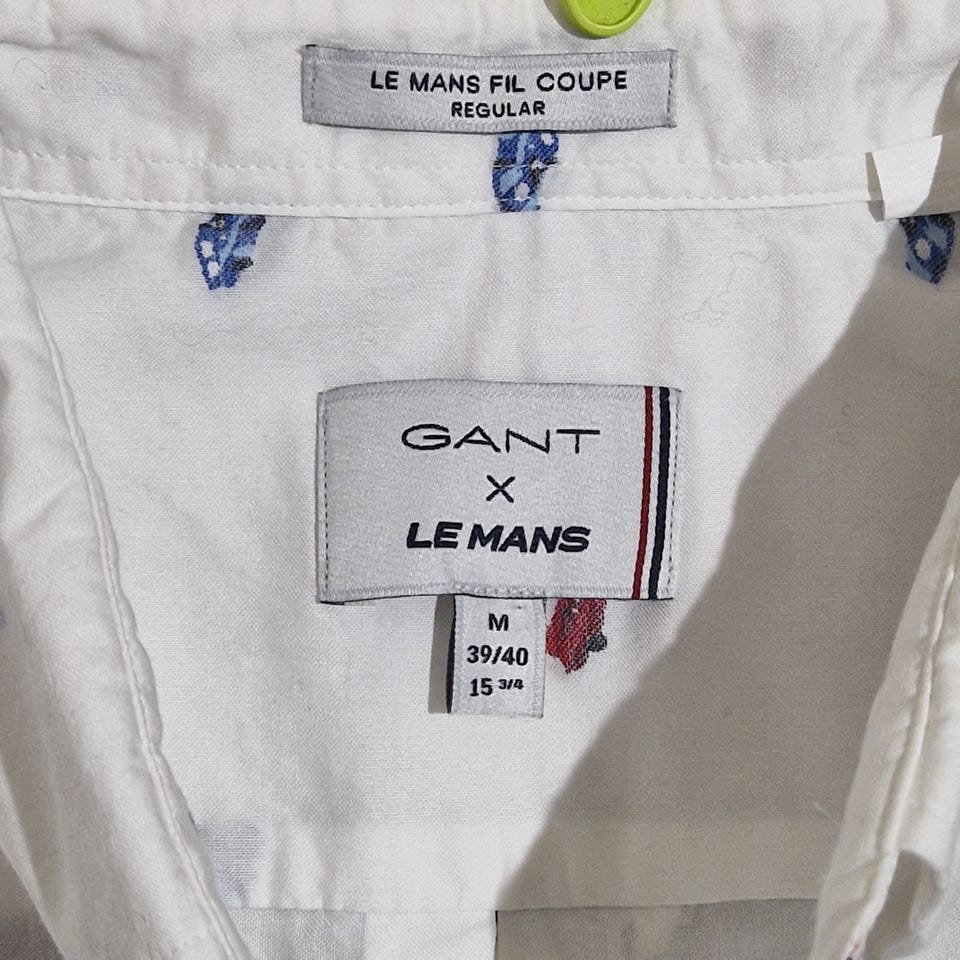 LE MANS FIL COUPE
REGULAR
GANT
X
LE MANS
M
39/40
15 3/4